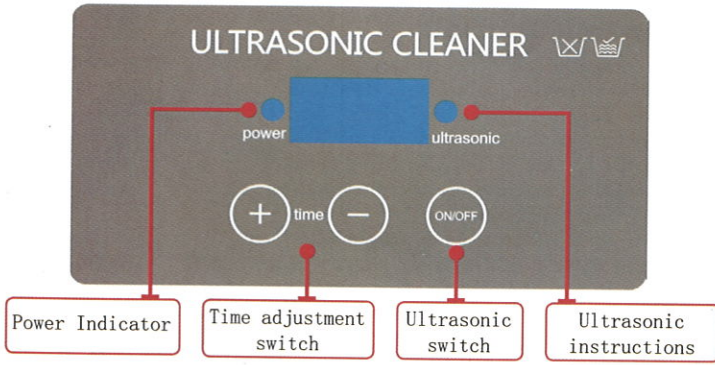 ULTRASONIC CLEANER
power
ultrasonic
+ time −
ON/OFF
Power Indicator
Time adjustment
switch
Ultrasonic
switch
Ultrasonic
instructions